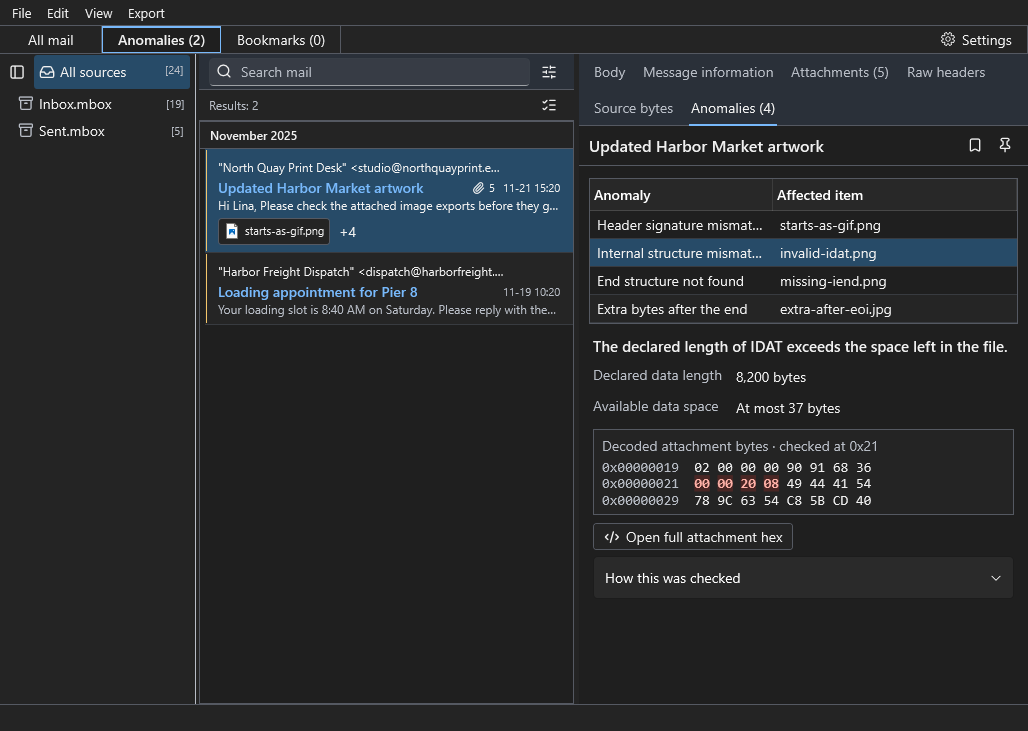 File Edit View Export
All mail Anomalies (2) Bookmarks (0) Settings
All sources [24]
Inbox.mbox [19]
Sent.mbox [5]
Search mail
Results: 2
November 2025
"North Quay Print Desk" <studio@northquayprint.e...
Updated Harbor Market artwork 5 11-21 15:20
Hi Lina, Please check the attached image exports before they g...
starts-as-gif.png +4
"Harbor Freight Dispatch" <dispatch@harborfreight....
Loading appointment for Pier 8 11-19 10:20
Your loading slot is 8:40 AM on Saturday. Please reply with the...
Body Message information Attachments (5) Raw headers
Source bytes Anomalies (4)
Updated Harbor Market artwork
Anomaly Affected item
Header signature mismat... starts-as-gif.png
Internal structure mismat... invalid-idat.png
End structure not found missing-iend.png
Extra bytes after the end extra-after-eoi.jpg
The declared length of IDAT exceeds the space left in the file.
Declared data length 8,200 bytes
Available data space At most 37 bytes
Decoded attachment bytes · checked at 0x21
0x00000019 02 00 00 00 90 91 68 36
0x00000021 00 00 20 08 49 44 41 54
0x00000029 78 9C 63 54 C8 5B CD 40
</> Open full attachment hex
How this was checked